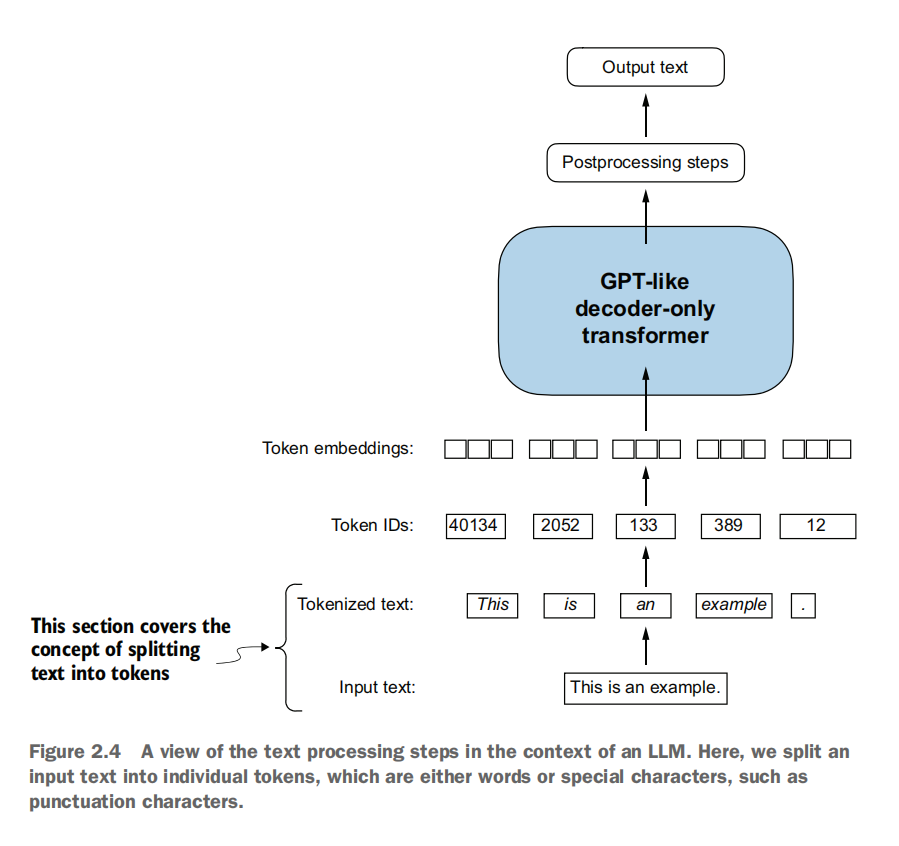 Output text
Postprocessing steps
GPT-like
decoder-only
transformer
Token embeddings:
Token IDs: 40134 2052 133 389 12
Tokenized text: This is an example .
This section covers the
concept of splitting
text into tokens
Input text: This is an example.
Figure 2.4 A view of the text processing steps in the context of an LLM. Here, we split an
input text into individual tokens, which are either words or special characters, such as
punctuation characters.